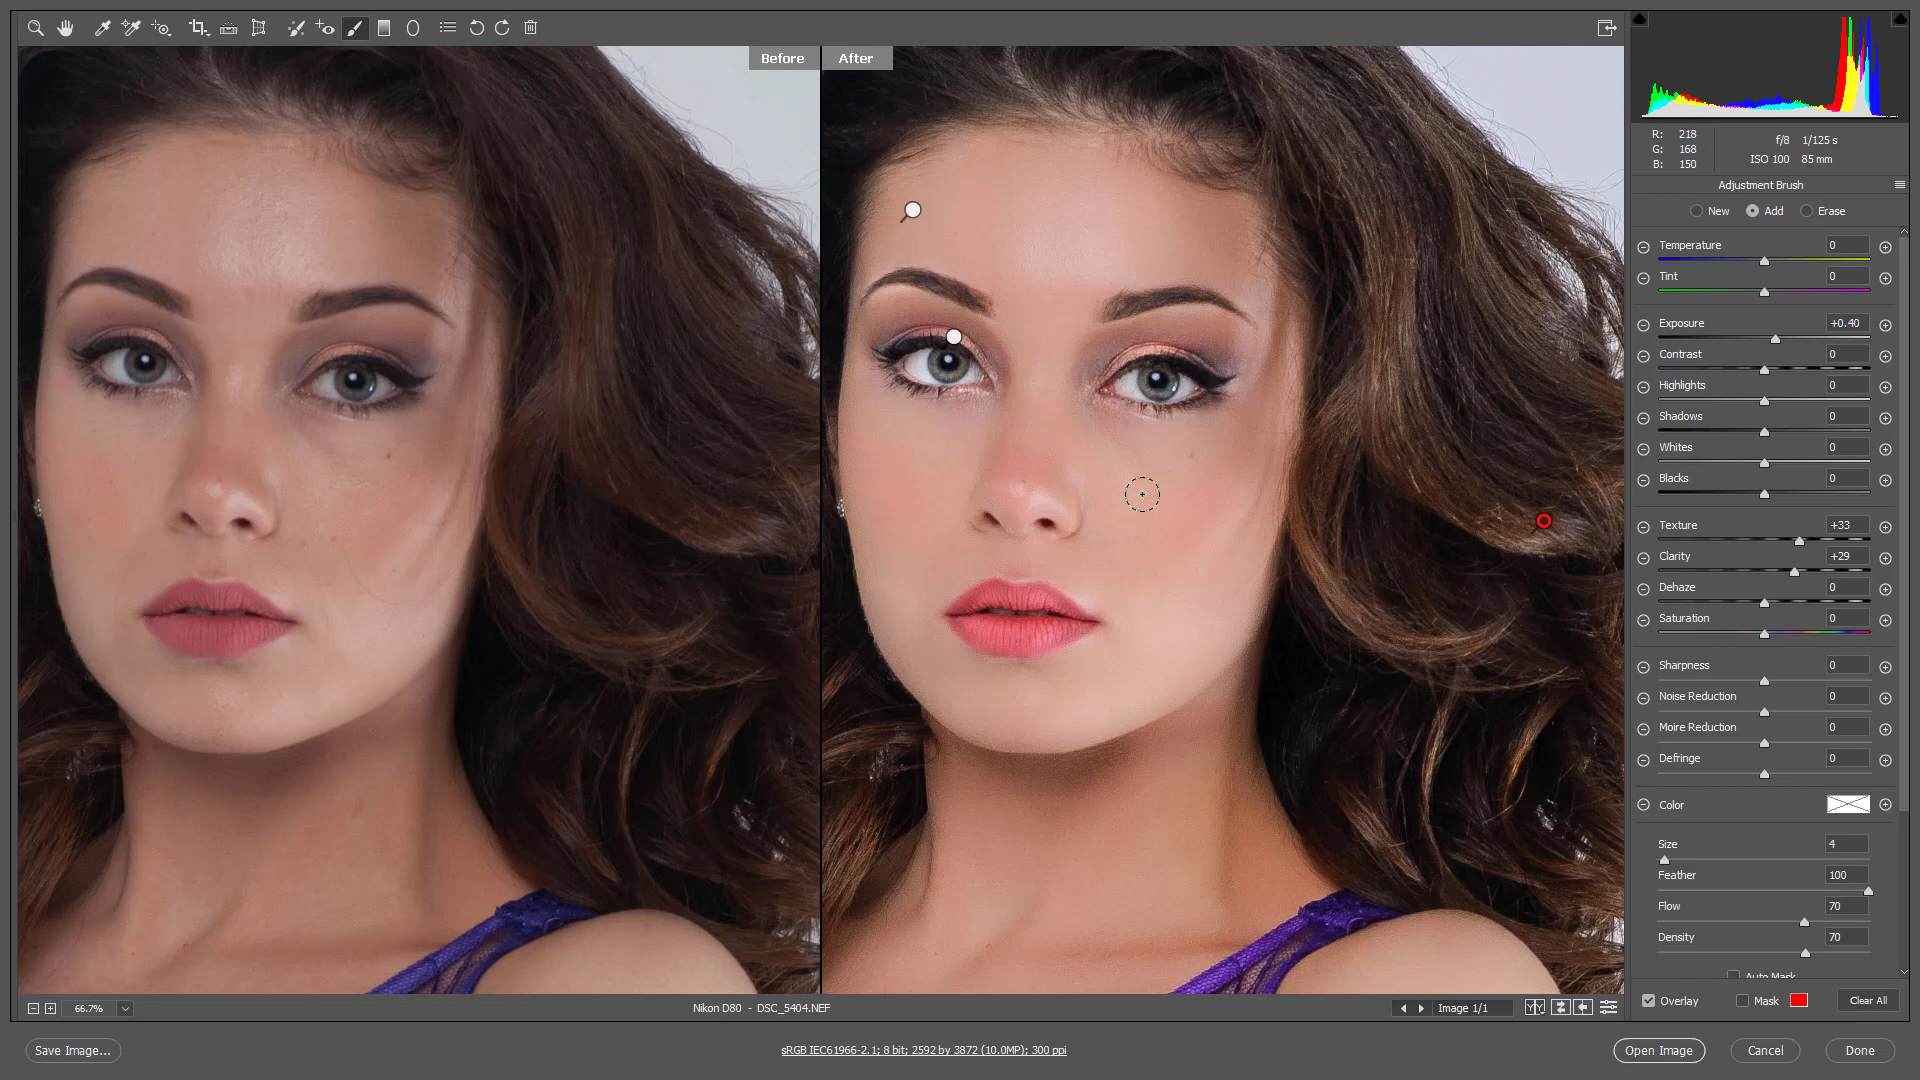 Before
After
R: 218
G: 168
B: 150
f/8 1/125 s
ISO 100 85 mm
Adjustment Brush
New Add Erase
Temperature 0
Tint 0
Exposure +0.40
Contrast 0
Highlights 0
Shadows 0
Whites 0
Blacks 0
Texture +33
Clarity +29
Dehaze 0
Saturation 0
Sharpness 0
Noise Reduction 0
Moire Reduction 0
Defringe 0
Color
Size 4
Feather 100
Flow 70
Density 70
Auto Mask
Overlay Mask Clear All
66.7%
Nikon D80 - DSC_5404.NEF
Image 1/1
Y Y
Save Image...
sRGB IEC61966-2.1; 8 bit; 2592 by 3872 (10.0MP); 300 ppi
Open Image Cancel Done